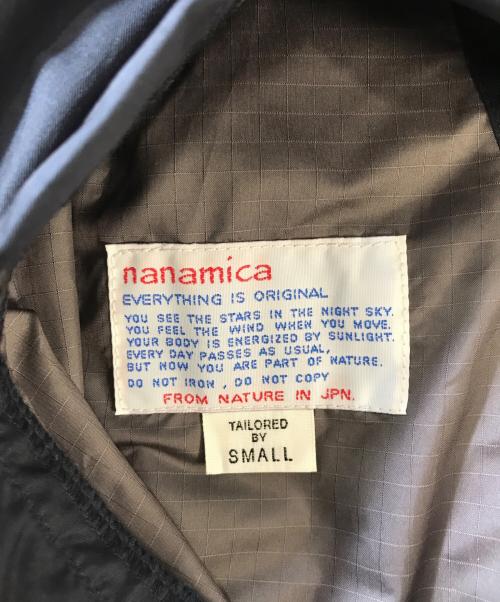 nanamica
EVERYTHING IS ORIGINAL
YOU SEE THE STARS IN THE NIGHT SKY.
YOU FEEL THE WIND WHEN YOU MOVE.
YOUR BODY IS ENERGIZED BY SUNLIGHT.
EVERY DAY PASSES AS USUAL,
BUT NOW YOU ARE PART OF NATURE.
DO NOT IRON , DO NOT COPY
FROM NATURE IN JPN.
TAILORED
BY
SMALL